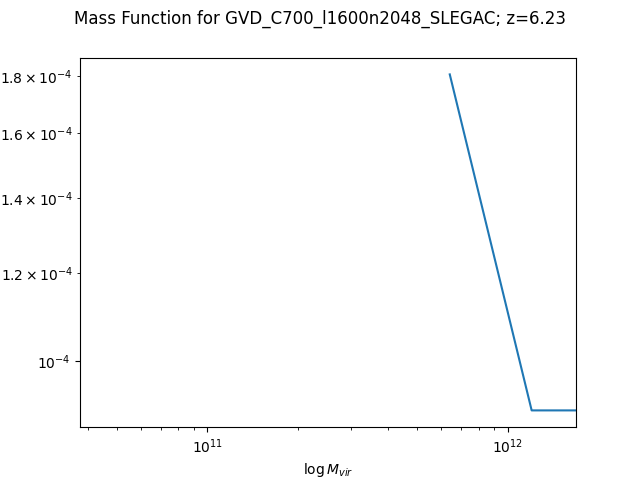 Mass Function for GVD_C700_l1600n2048_SLEGAC; z=6.23
1.8 × 10⁻⁴
1.6 × 10⁻⁴
1.4 × 10⁻⁴
1.2 × 10⁻⁴
10⁻⁴
10¹¹ 10¹²
log M_vir